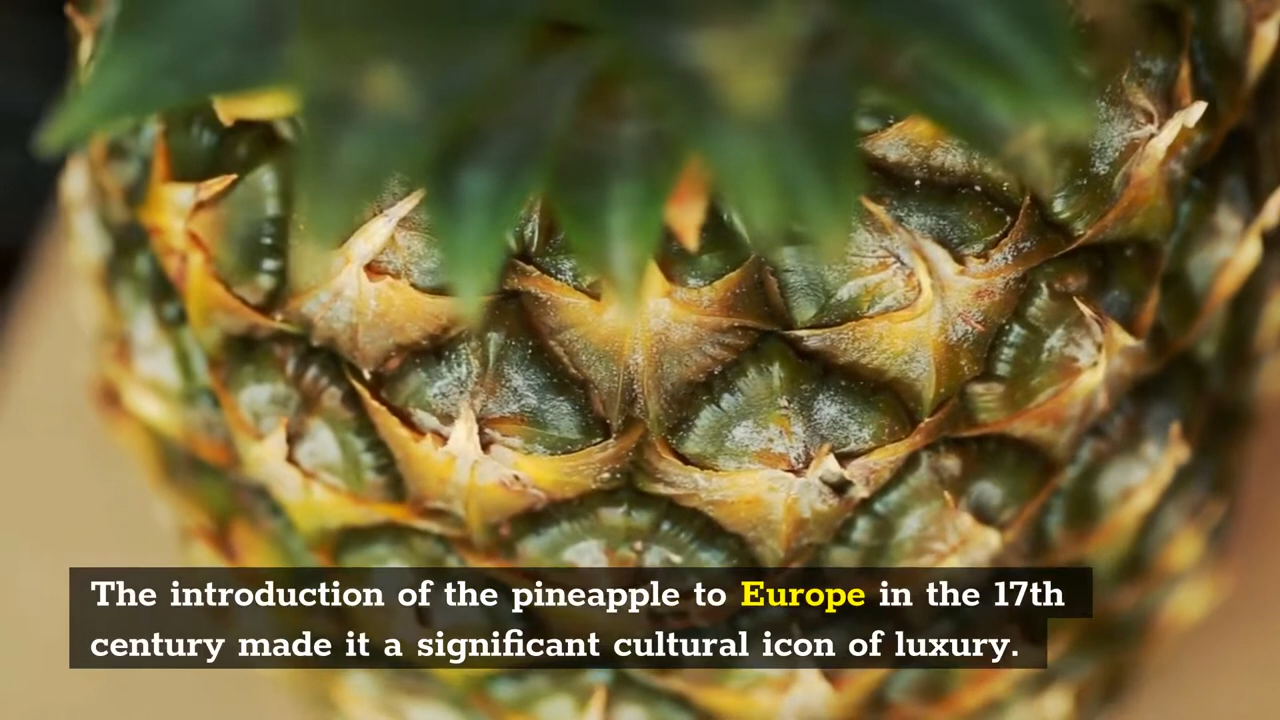 The introduction of the pineapple to Europe in the 17th
century made it a significant cultural icon of luxury.